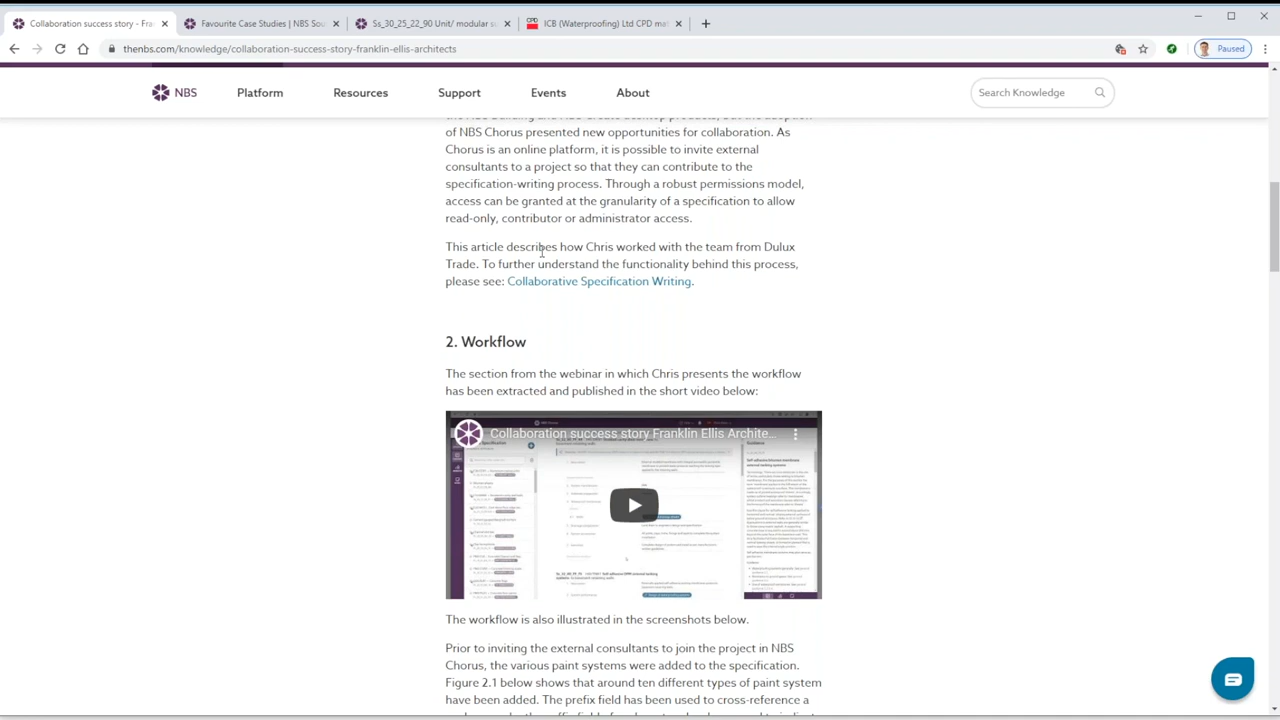 Collaboration success story - Fra
Favourite Case Studies | NBS Sou
Ss_30_25_22_90 Unit/ modular su
CPD
ICB (Waterproofing) Ltd CPD mat
thenbs.com/knowledge/collaboration-success-story-franklin-ellis-architects
Paused
NBS
Platform
Resources
Support
Events
About
Search Knowledge
of NBS Chorus presented new opportunities for collaboration. As
Chorus is an online platform, it is possible to invite external
consultants to a project so that they can contribute to the
specification-writing process. Through a robust permissions model,
access can be granted at the granularity of a specification to allow
read-only, contributor or administrator access.
This article describes how Chris worked with the team from Dulux
Trade. To further understand the functionality behind this process,
please see: Collaborative Specification Writing.
2. Workflow
The section from the webinar in which Chris presents the workflow
has been extracted and published in the short video below:
Collaboration success story Franklin Ellis Archite...
The workflow is also illustrated in the screenshots below.
Prior to inviting the external consultants to join the project in NBS
Chorus, the various paint systems were added to the specification.
Figure 2.1 below shows that around ten different types of paint system
have been added. The prefix field has been used to cross-reference a